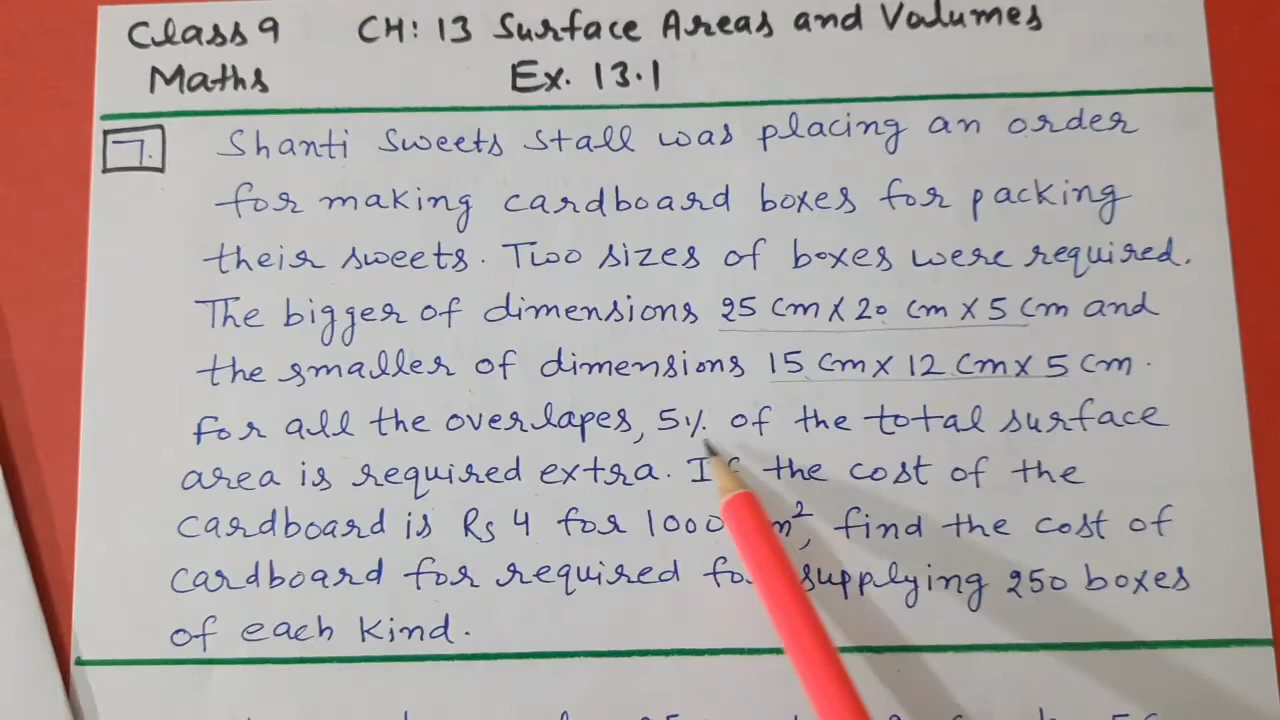 Class 9 CH: 13 Surface Areas and Volumes
Maths Ex. 13.1
7. Shanti Sweets Stall was placing an order
for making cardboard boxes for packing
their sweets. Two sizes of boxes were required.
The bigger of dimensions 25 cm x 20 cm x 5 cm and
the smaller of dimensions 15 cm x 12 cm x 5 cm.
For all the overlapes, 5% of the total surface
area is required extra. If the cost of the
cardboard is Rs 4 for 1000 m², find the cost of
cardboard for required fo supplying 250 boxes
of each kind.